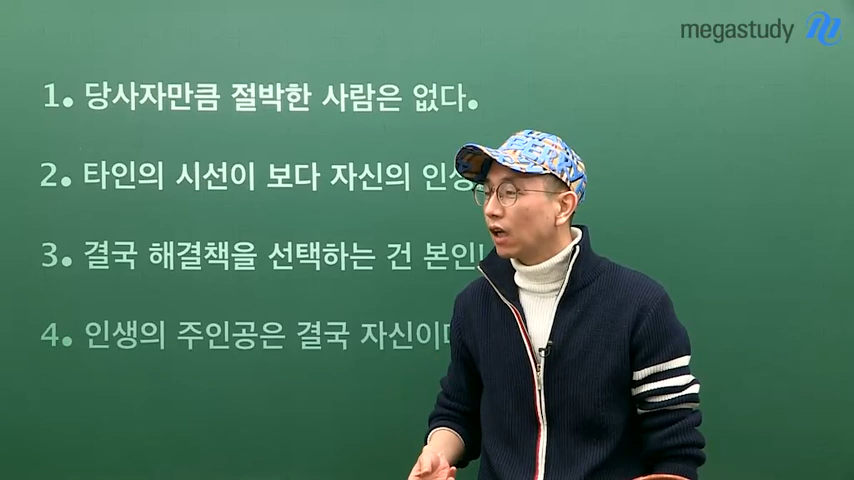 megastudy
1. 당사자만큼 절박한 사람은 없다.
2. 타인의 시선이 보다 자신의 인생
3. 결국 해결책을 선택하는 건 본인
4. 인생의 주인공은 결국 자신이다